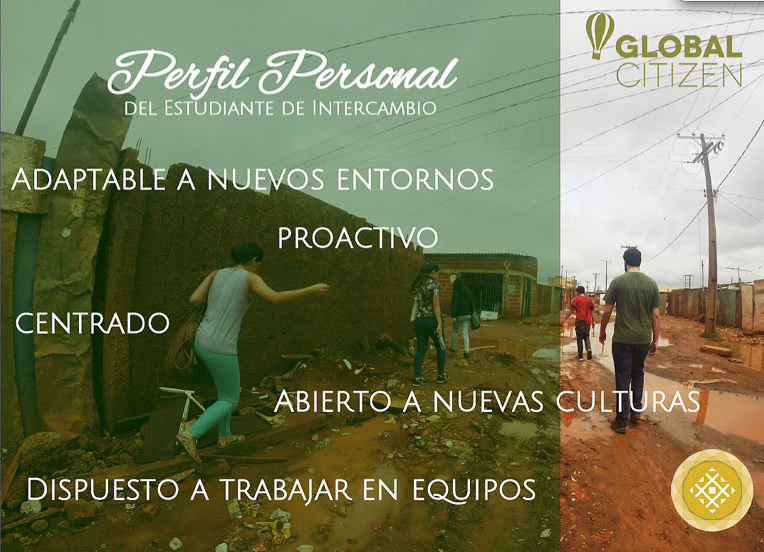 Perfil Personal
del Estudiante de Intercambio
GLOBAL
CITIZEN
Adaptable a nuevos entornos
proactivo
centrado
Abierto a nuevas culturas
Dispuesto a trabajar en equipos